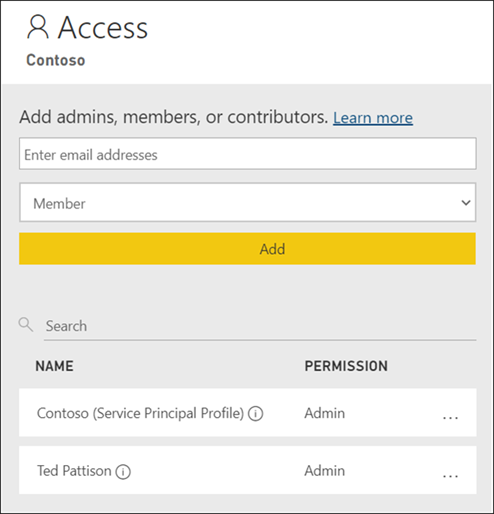 Access
Contoso
Add admins, members, or contributors. Learn more
Enter email addresses
Member
Add
Search
NAME PERMISSION
Contoso (Service Principal Profile) Admin ...
Ted Pattison Admin ...